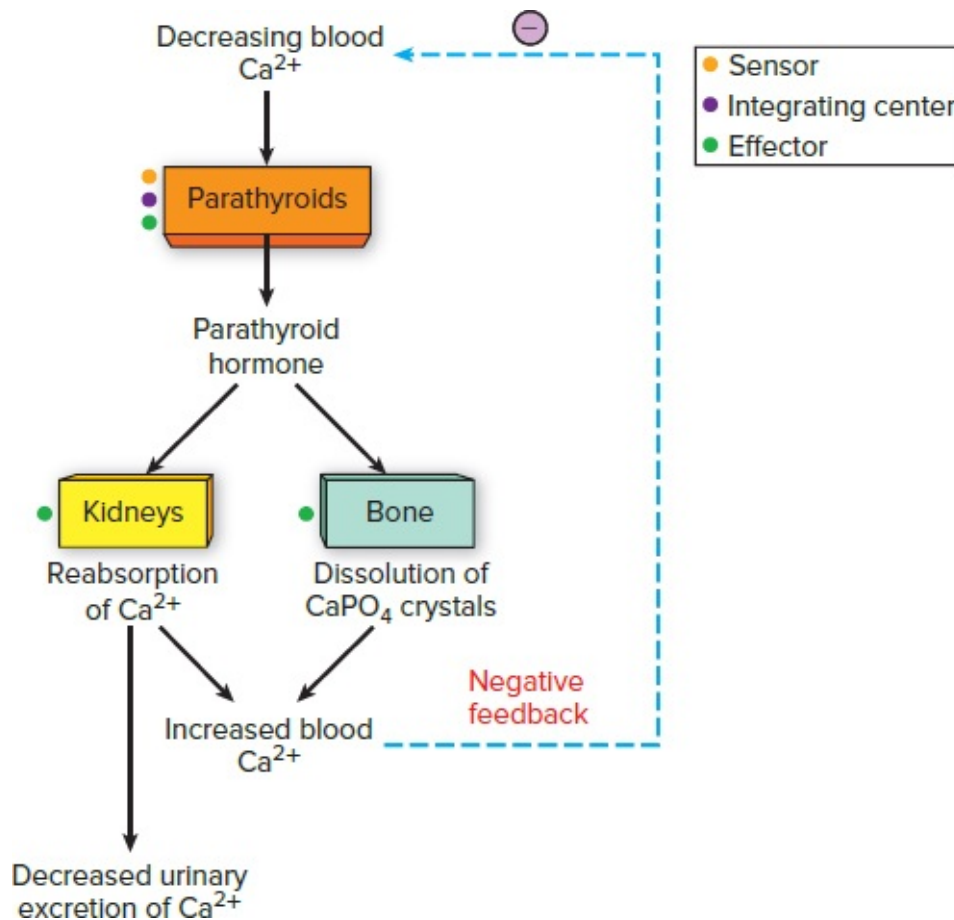 Decreasing blood
Ca²⁺
−
Sensor
Integrating center
Effector
Parathyroids
Parathyroid
hormone
Kidneys
Bone
Reabsorption
of Ca²⁺
Dissolution of
CaPO₄ crystals
Negative
feedback
Increased blood
Ca²⁺
Decreased urinary
excretion of Ca²⁺